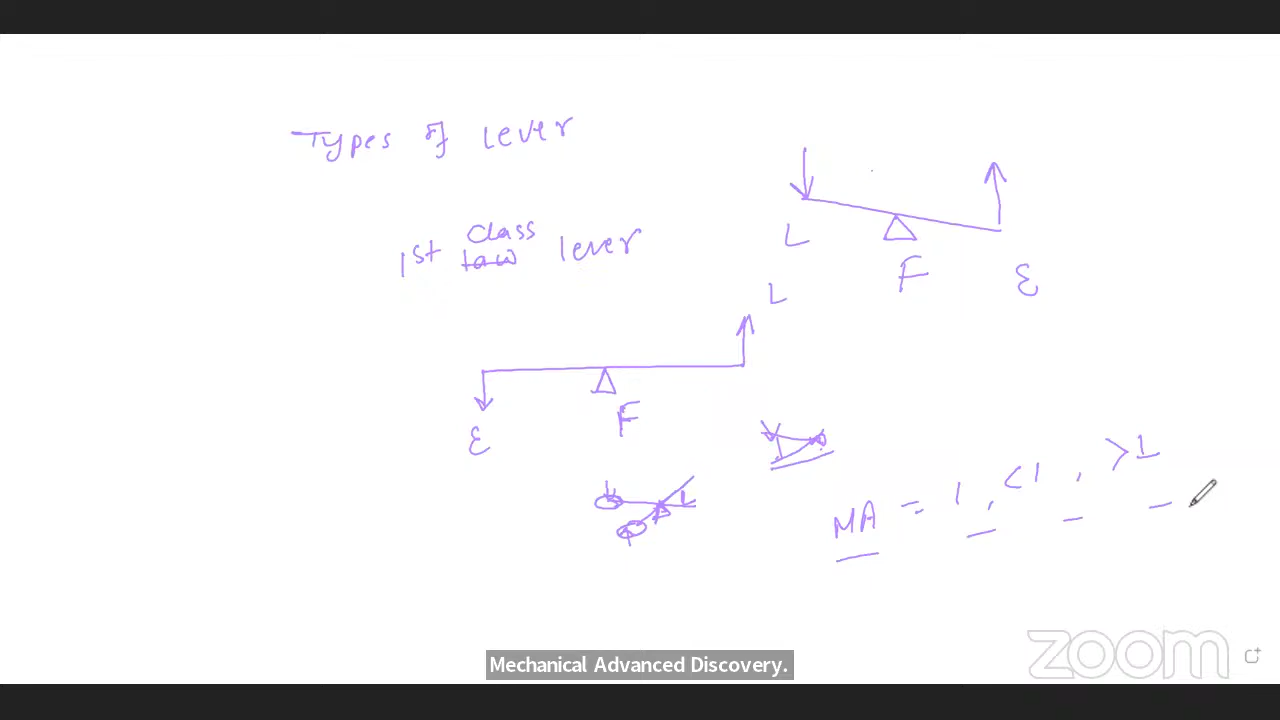 Types of lever
1st class lever
law
L
F
E
L
E
F
L
MA = 1, <1, >1
Mechanical Advanced Discovery.
zoom